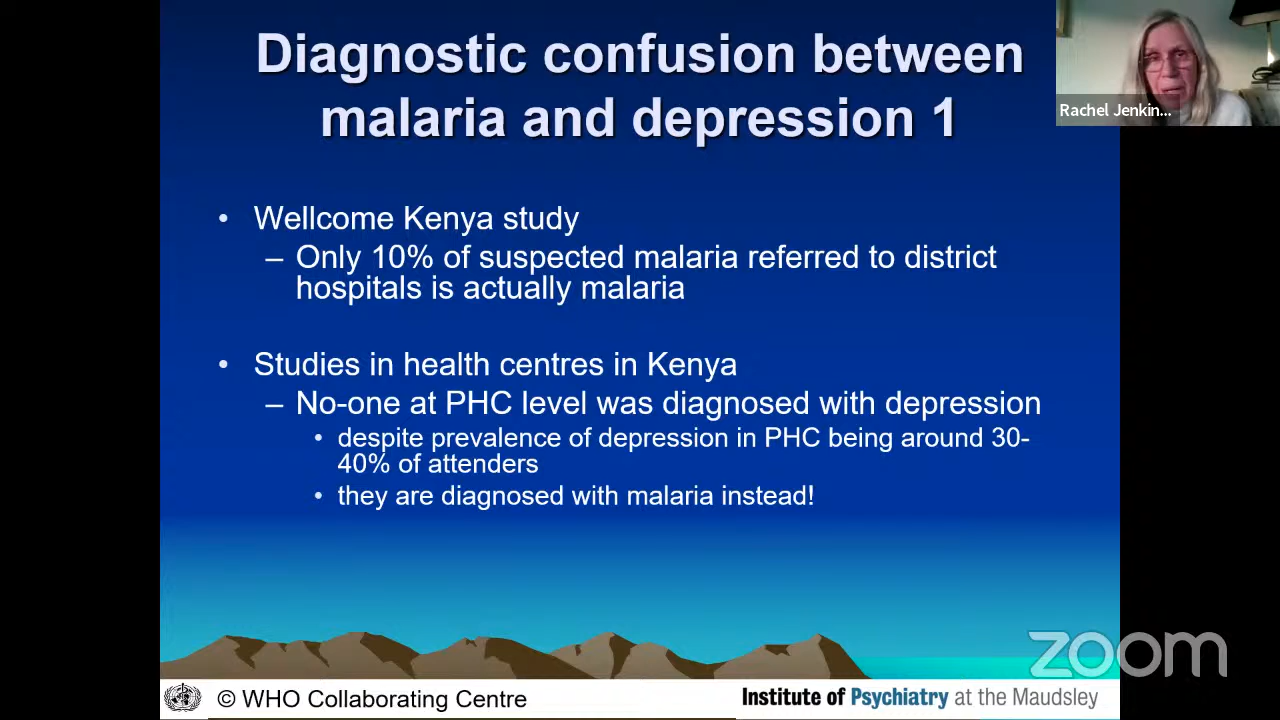 Diagnostic confusion between
malaria and depression 1
Rachel Jenkin...
• Wellcome Kenya study
– Only 10% of suspected malaria referred to district
hospitals is actually malaria
• Studies in health centres in Kenya
– No-one at PHC level was diagnosed with depression
• despite prevalence of depression in PHC being around 30-
40% of attenders
• they are diagnosed with malaria instead!
zoom
© WHO Collaborating Centre
Institute of Psychiatry at the Maudsley